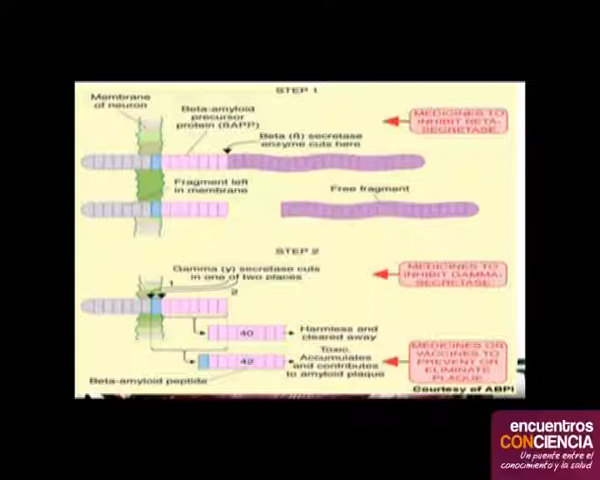 STEP 1
Membrane
of neuron
Beta-amyloid
precursor
protein (βAPP)
MEDICINES TO
INHIBIT BETA-
SECRETASE
Beta (β) secretase
enzyme cuts here
Fragment left
in membrane
Free fragment
STEP 2
Gamma (γ) secretase cuts
in one of two places
MEDICINES TO
INHIBIT GAMMA-
SECRETASE
1
2
40
Harmless and
cleared away
42
Toxic
Accumulates
and contributes
to amyloid plaque
MEDICINES OR
VACCINES TO
PREVENT OR
ELIMINATE
PLAQUE
Beta-amyloid peptide
Courtesy of ABPI
encuentros
CONCIENCIA
Un puente entre el
conocimiento y la salud